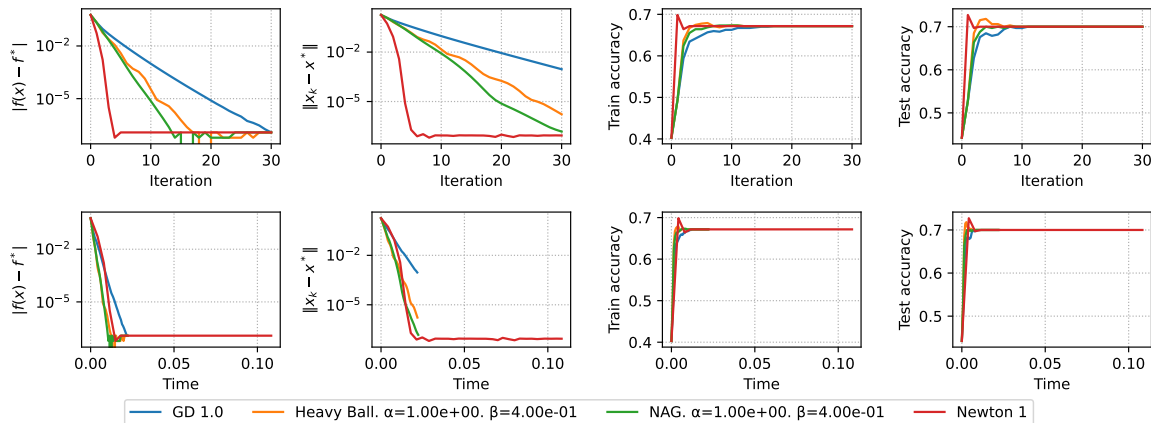 |f(x) − f*|
10⁻²
10⁻⁵
0 10 20 30
Iteration
‖xₖ − x*‖
10⁻²
10⁻⁵
0 10 20 30
Iteration
Train accuracy
0.7
0.6
0.5
0.4
0 10 20 30
Iteration
Test accuracy
0.7
0.6
0.5
0 10 20 30
Iteration
|f(x) − f*|
10⁻²
10⁻⁵
0.00 0.05 0.10
Time
‖xₖ − x*‖
10⁻²
10⁻⁵
0.00 0.05 0.10
Time
Train accuracy
0.7
0.6
0.5
0.4
0.00 0.05 0.10
Time
Test accuracy
0.7
0.6
0.5
0.00 0.05 0.10
Time
GD 1.0 Heavy Ball. α=1.00e+00. β=4.00e-01 NAG. α=1.00e+00. β=4.00e-01 Newton 1